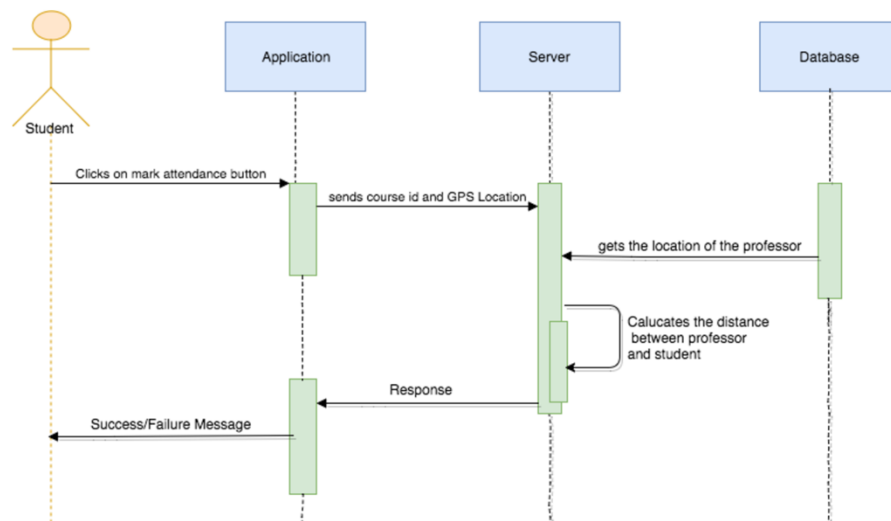 Application
Server
Database
Student
Clicks on mark attendance button
sends course id and GPS Location
gets the location of the professor
Calucates the distance
between professor
and student
Response
Success/Failure Message